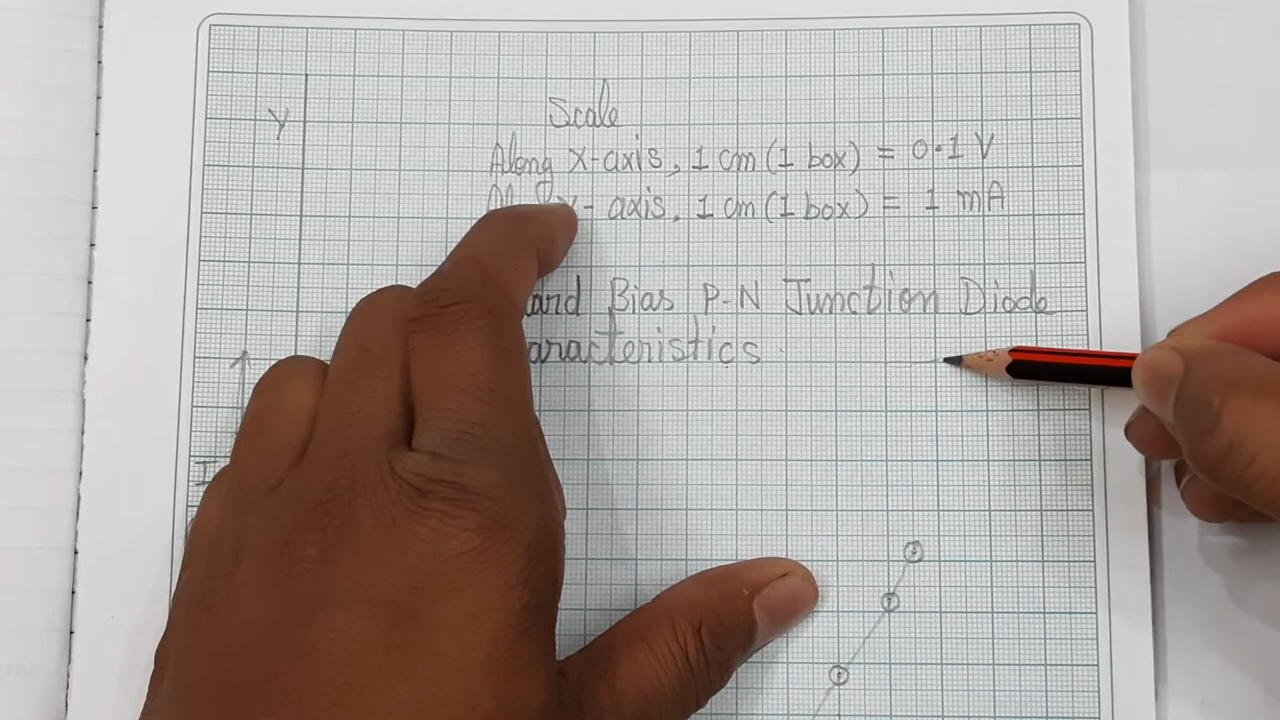 Scale
Y
Along X-axis, 1 cm (1 box) = 0.1 V
- axis, 1 cm (1 box) = 1 mA
ard Bias P-N Junction Diode
aracteristics
I